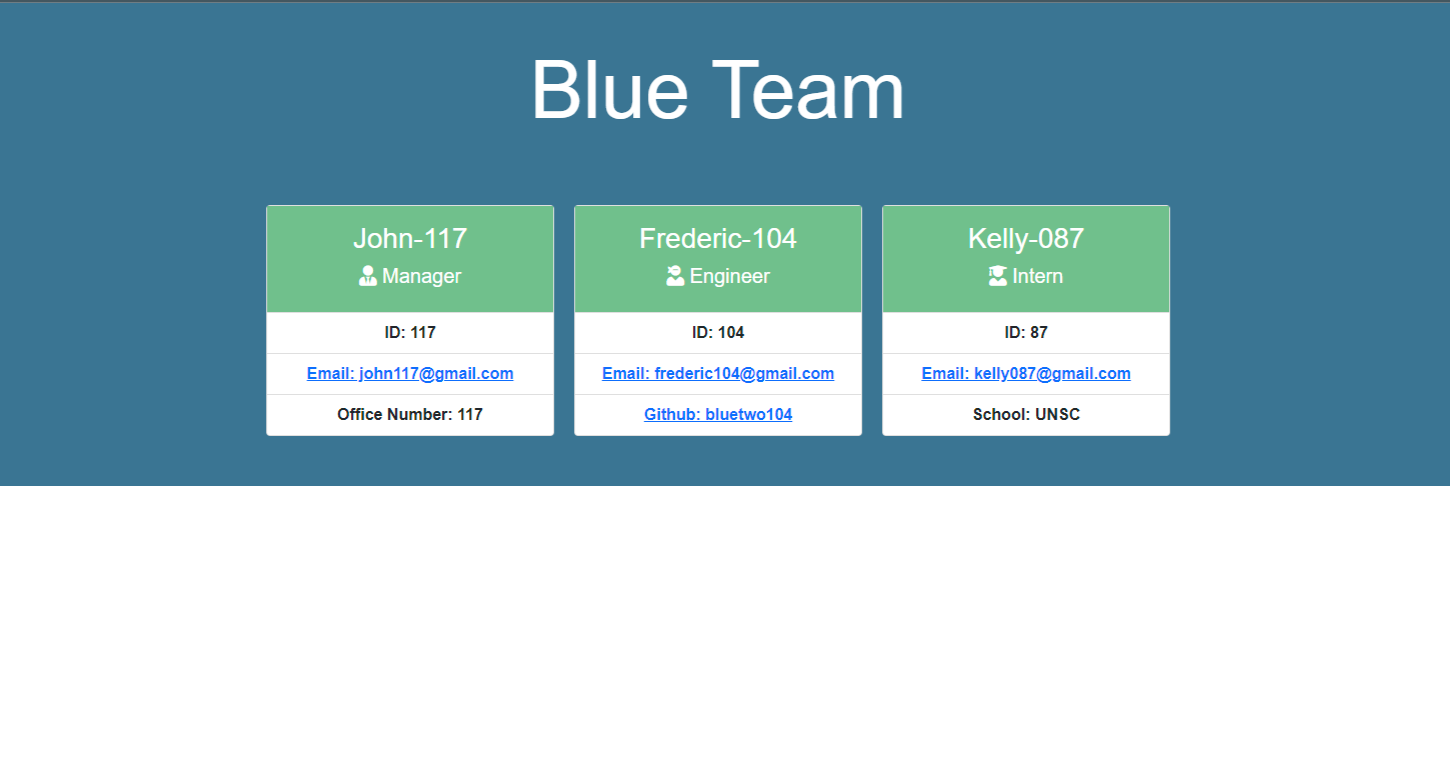 Blue Team
John-117
Manager
ID: 117
Email: john117@gmail.com
Office Number: 117
Frederic-104
Engineer
ID: 104
Email: frederic104@gmail.com
Github: bluetwo104
Kelly-087
Intern
ID: 87
Email: kelly087@gmail.com
School: UNSC